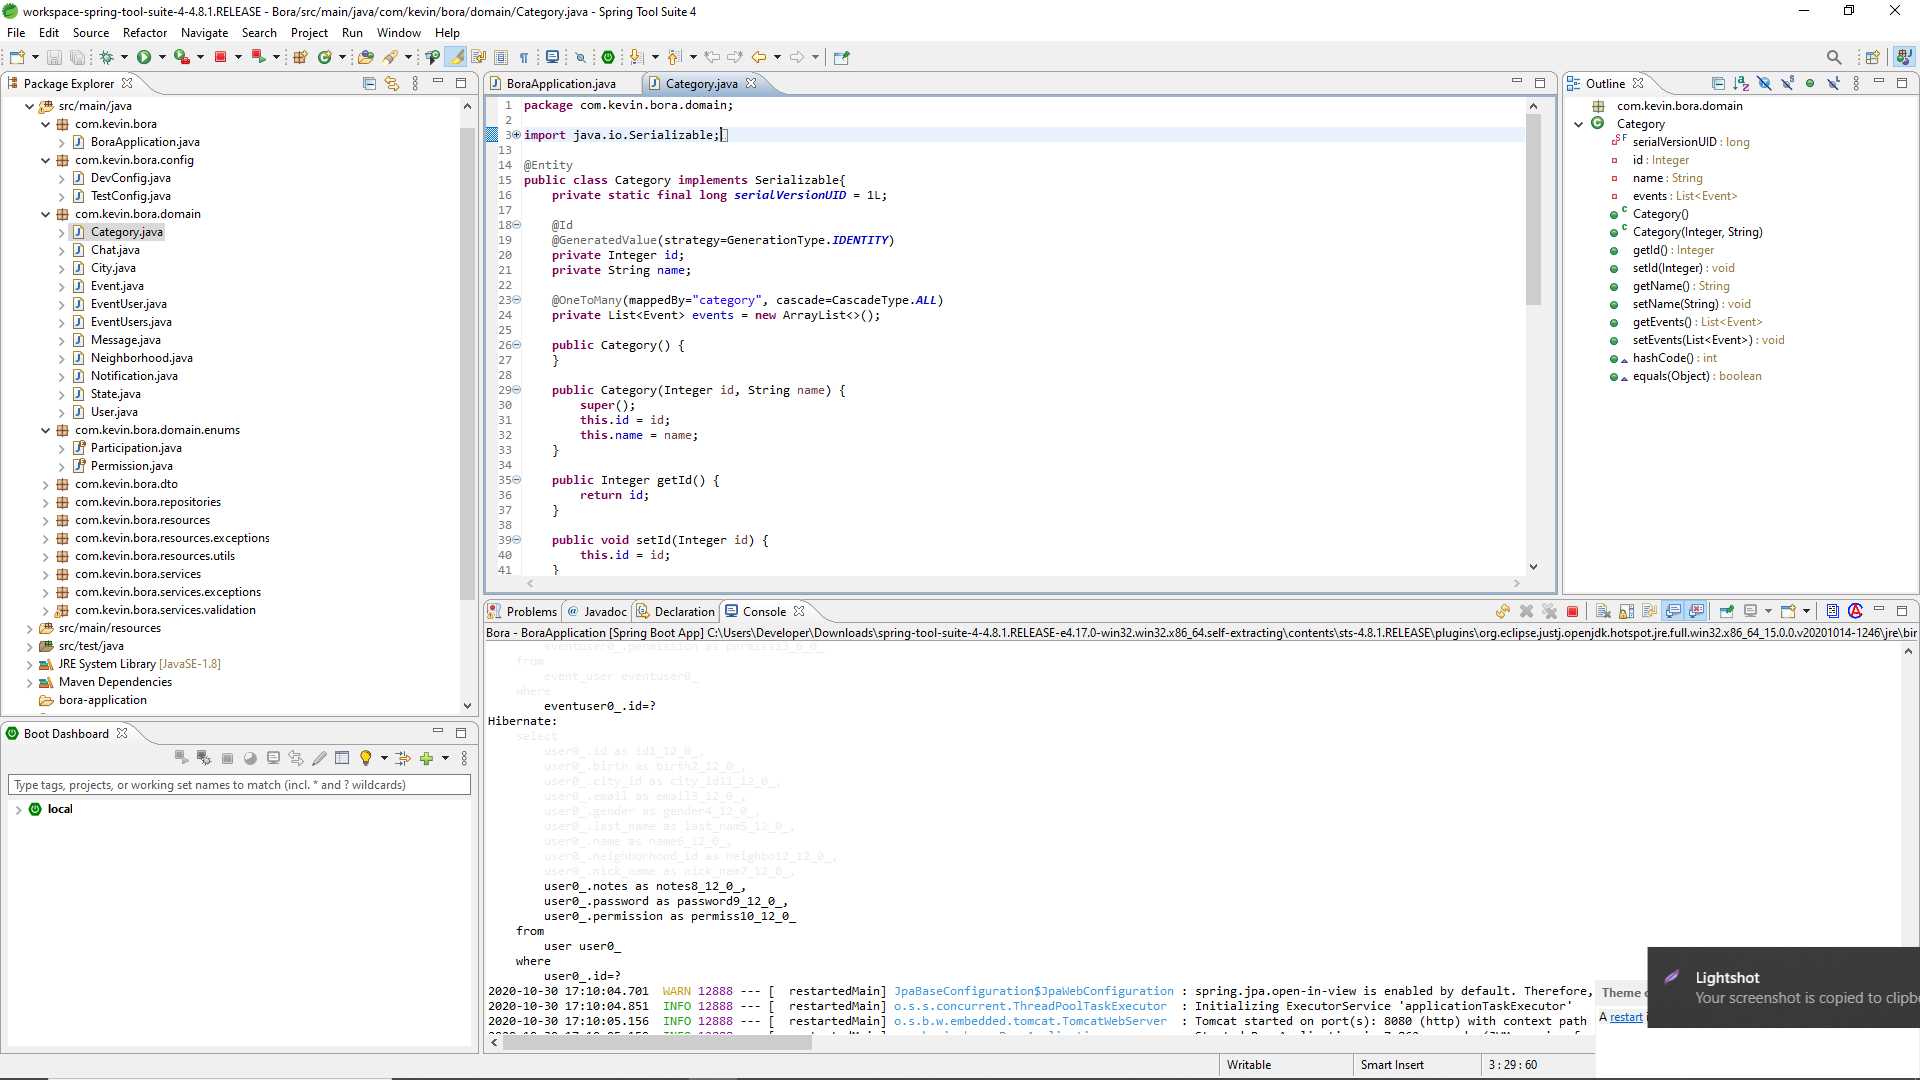 workspace-spring-tool-suite-4-4.8.1.RELEASE - Bora/src/main/java/com/kevin/bora/domain/Category.java - Spring Tool Suite 4
File Edit Source Refactor Navigate Search Project Run Window Help
Package Explorer
src/main/java
com.kevin.bora
BoraApplication.java
com.kevin.bora.config
DevConfig.java
TestConfig.java
com.kevin.bora.domain
Category.java
Chat.java
City.java
Event.java
EventUser.java
EventUsers.java
Message.java
Neighborhood.java
Notification.java
State.java
User.java
com.kevin.bora.domain.enums
Participation.java
Permission.java
com.kevin.bora.dto
com.kevin.bora.repositories
com.kevin.bora.resources
com.kevin.bora.resources.exceptions
com.kevin.bora.resources.utils
com.kevin.bora.services
com.kevin.bora.services.exceptions
com.kevin.bora.services.validation
src/main/resources
src/test/java
JRE System Library [JavaSE-1.8]
Maven Dependencies
bora-application
Boot Dashboard
Type tags, projects, or working set names to match (incl. * and ? wildcards)
local
BoraApplication.java Category.java
1 package com.kevin.bora.domain;
2
3 import java.io.Serializable;
13
14 @Entity
15 public class Category implements Serializable{
16 private static final long serialVersionUID = 1L;
17
18 @Id
19 @GeneratedValue(strategy=GenerationType.IDENTITY)
20 private Integer id;
21 private String name;
22
23 @OneToMany(mappedBy="category", cascade=CascadeType.ALL)
24 private List<Event> events = new ArrayList<>();
25
26 public Category() {
27 }
28
29 public Category(Integer id, String name) {
30 super();
31 this.id = id;
32 this.name = name;
33 }
34
35 public Integer getId() {
36 return id;
37 }
38
39 public void setId(Integer id) {
40 this.id = id;
41 }
Outline
com.kevin.bora.domain
Category
serialVersionUID : long
id : Integer
name : String
events : List<Event>
Category()
Category(Integer, String)
getId() : Integer
setId(Integer) : void
getName() : String
setName(String) : void
getEvents() : List<Event>
setEvents(List<Event>) : void
hashCode() : int
equals(Object) : boolean
Problems Javadoc Declaration Console
Bora - BoraApplication [Spring Boot App] C:\Users\Developer\Downloads\spring-tool-suite-4-4.8.1.RELEASE-e4.17.0-win32.win32.x86_64.self-extracting\contents\sts-4.8.1.RELEASE\plugins\org.eclipse.justj.openjdk.hotspot.jre.full.win32.x86_64_15.0.0.v20201014-1246\jre\bin
eventuser0_.permission as permiss3_6_0_
from
event_user eventuser0_
where
eventuser0_.id=?
Hibernate:
select
user0_.id as id1_12_0_,
user0_.birth as birth2_12_0_,
user0_.city_id as city_id11_12_0_,
user0_.email as email3_12_0_,
user0_.gender as gender4_12_0_,
user0_.last_name as last_nam5_12_0_,
user0_.name as name6_12_0_,
user0_.neighborhood_id as neighbo12_12_0_,
user0_.nick_name as nick_nam7_12_0_,
user0_.notes as notes8_12_0_,
user0_.password as password9_12_0_,
user0_.permission as permiss10_12_0_
from
user user0_
where
user0_.id=?
2020-10-30 17:10:04.701 WARN 12888 --- [ restartedMain] JpaBaseConfiguration$JpaWebConfiguration : spring.jpa.open-in-view is enabled by default. Therefore,
2020-10-30 17:10:04.851 INFO 12888 --- [ restartedMain] o.s.s.concurrent.ThreadPoolTaskExecutor : Initializing ExecutorService 'applicationTaskExecutor'
2020-10-30 17:10:05.156 INFO 12888 --- [ restartedMain] o.s.b.w.embedded.tomcat.TomcatWebServer : Tomcat started on port(s): 8080 (http) with context path
Theme
A restart
Lightshot
Your screenshot is copied to clipbo
Writable Smart Insert 3 : 29 : 60